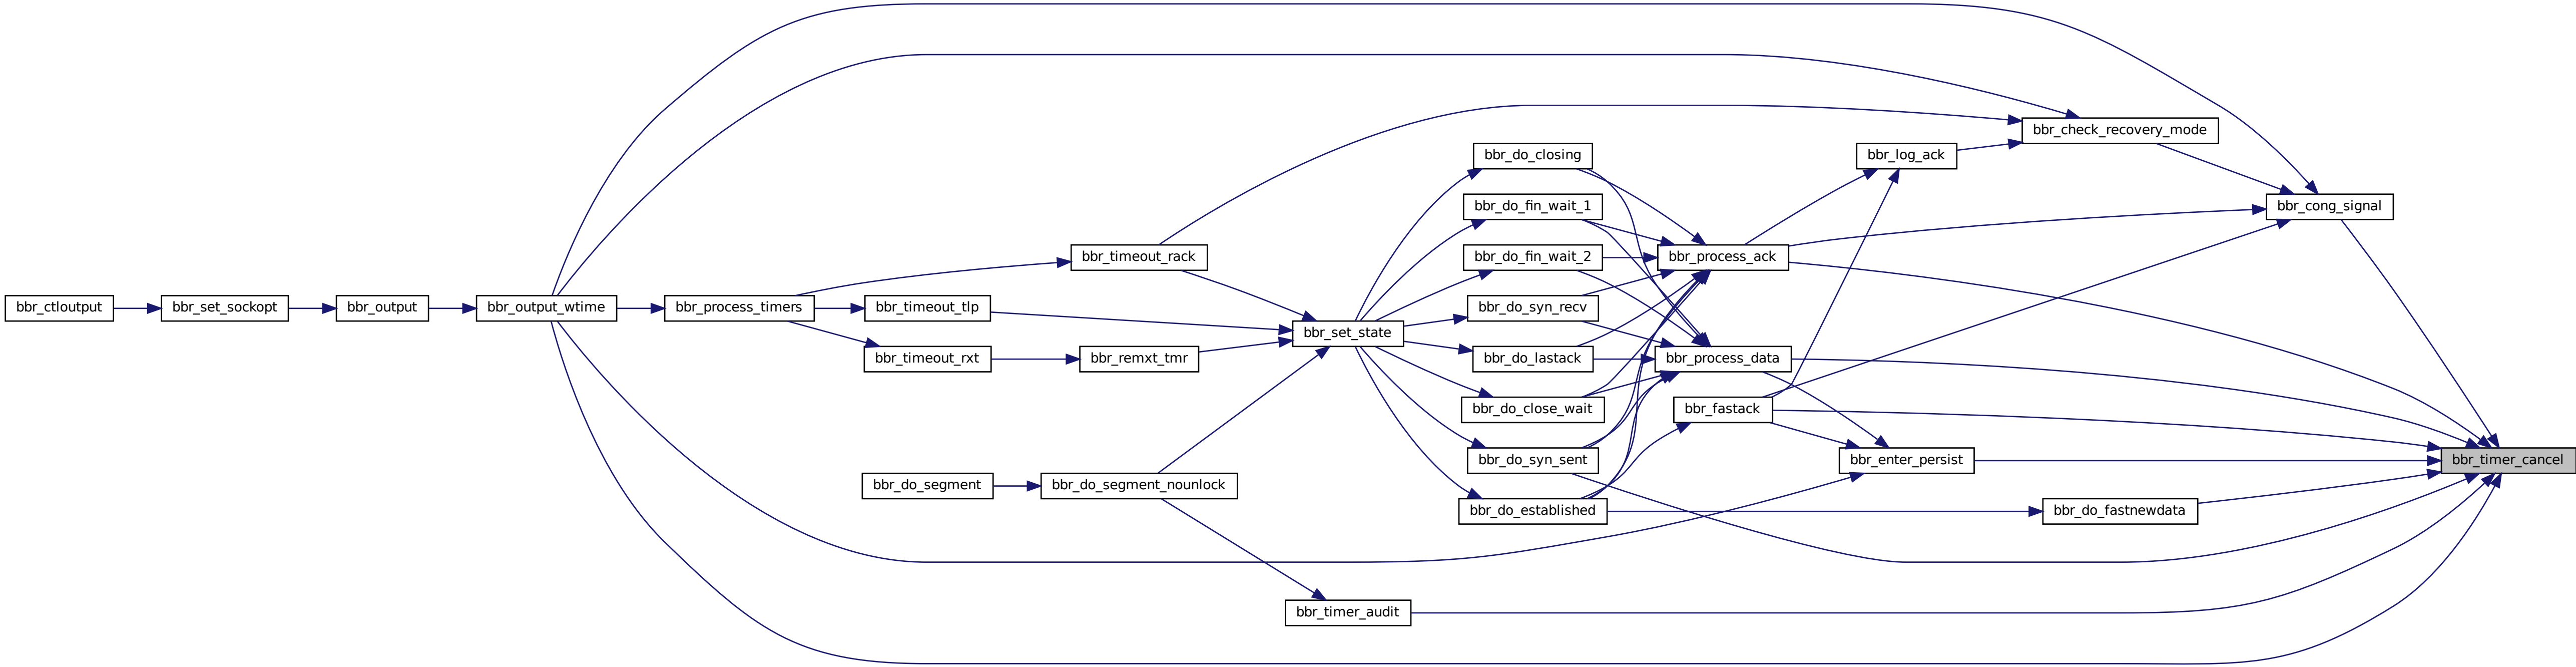 bbr_ctloutput
bbr_set_sockopt
bbr_output
bbr_output_wtime
bbr_process_timers
bbr_timeout_rack
bbr_timeout_tlp
bbr_timeout_rxt
bbr_remxt_tmr
bbr_do_segment
bbr_do_segment_nounlock
bbr_set_state
bbr_timer_audit
bbr_do_closing
bbr_do_fin_wait_1
bbr_do_fin_wait_2
bbr_do_syn_recv
bbr_do_lastack
bbr_do_close_wait
bbr_do_syn_sent
bbr_do_established
bbr_process_ack
bbr_process_data
bbr_fastack
bbr_log_ack
bbr_enter_persist
bbr_check_recovery_mode
bbr_do_fastnewdata
bbr_cong_signal
bbr_timer_cancel